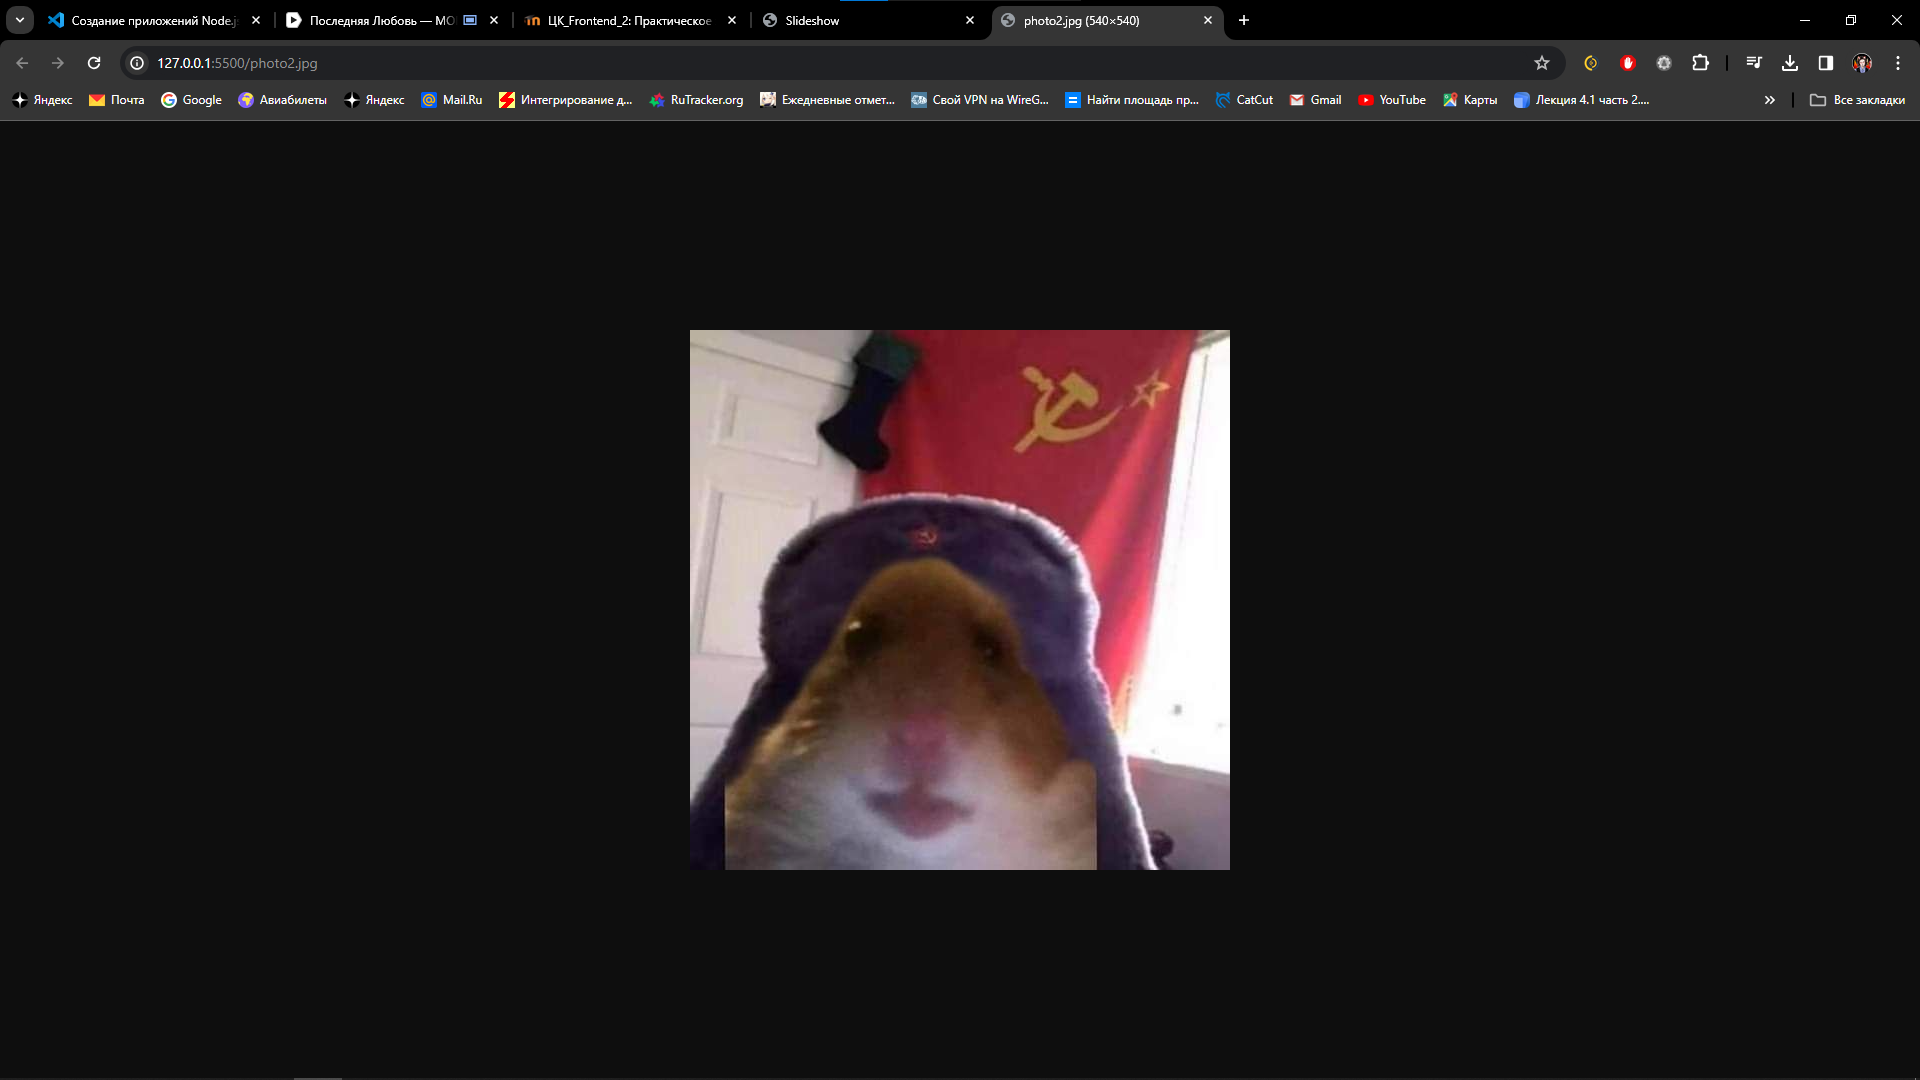 Создание приложений Node.js
Последняя Любовь — МО
ЦК_Frontend_2: Практическое
Slideshow
photo2.jpg (540×540)
127.0.0.1:5500/photo2.jpg
Яндекс
Почта
Google
Авиабилеты
Яндекс
Mail.Ru
Интегрирование д...
RuTracker.org
Ежедневные отмет...
Свой VPN на WireG...
Найти площадь пр...
CatCut
Gmail
YouTube
Карты
Лекция 4.1 часть 2....
Все закладки